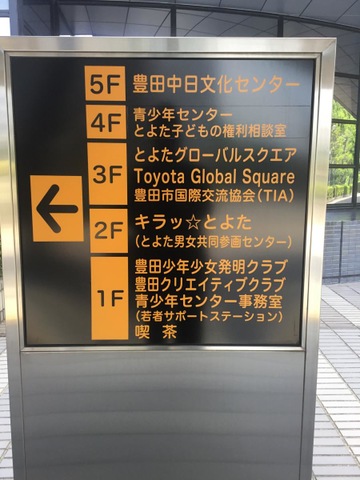 5F 豊田中日文化センター
4F 青少年センター
とよた子どもの権利相談室
3F とよたグローバルスクエア
Toyota Global Square
豊田市国際交流協会(TIA)
2F キラッ☆とよた
(とよた男女共同参画センター)
1F 豊田少年少女発明クラブ
豊田クリエイティブクラブ
青少年センター事務室
(若者サポートステーション)
喫 茶